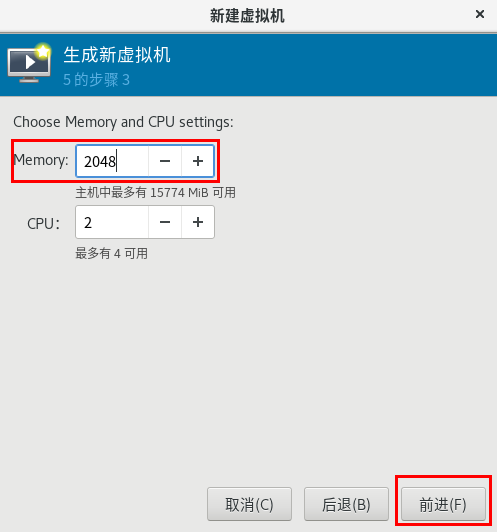 新建虚拟机
×
生成新虚拟机
5 的步骤 3
Choose Memory and CPU settings:
Memory: 2048 − +
主机中最多有 15774 MiB 可用
CPU： 2 − +
最多有 4 可用
取消(C) 后退(B) 前进(F)